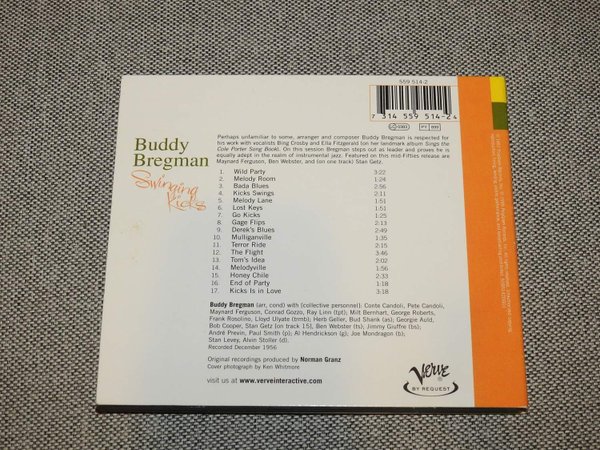 559 514-2
7 314 559 514-24
LC 0383
PY 899
Perhaps unfamiliar to some, arranger and composer Buddy Bregman is respected for
his work with vocalists Bing Crosby and Ella Fitzgerald (on her landmark album Sings the
Cole Porter Song Book). On this session Bregman steps out as leader and proves he is
equally adept in the realm of instrumental jazz. Featured on this mid-Fifties release are
Maynard Ferguson, Ben Webster, and (on one track) Stan Getz.
Buddy
Bregman
Swinging
Kicks
1. Wild Party 3:22
2. Melody Room 1:24
3. Bada Blues 2:51
4. Kicks Swings 2:11
5. Melody Lane 1:51
6. Lost Keys 1:51
7. Go Kicks 1:25
8. Gage Flips 2:13
9. Derek's Blues 2:49
10. Mulliganville 2:20
11. Terror Ride 2:15
12. The Flight 2:46
13. Tom's Idea 2:02
14. Melodyville 1:56
15. Honey Chile 2:33
16. End of Party 3:18
17. Kicks Is in Love 3:18
Buddy Bregman (arr, cond) with [collective personnel]: Conte Candoli, Pete Candoli,
Maynard Ferguson, Conrad Gozzo, Ray Linn (tpt); Milt Bernhart, George Roberts,
Frank Rosolino, Lloyd Ulyate (tmb); Herb Geller, Bud Shank (as); Georgie Auld,
Bob Cooper, Stan Getz [on track 15], Ben Webster (ts); Jimmy Giuffre (bs);
André Previn, Paul Smith (p); Al Hendrickson (g); Joe Mondragon (b);
Stan Levey, Alvin Stoller (d).
Recorded December 1956
Original recordings produced by Norman Granz
Cover photograph by Ken Whitmore
visit us at www.verveinteractive.com
Verve
BY REQUEST